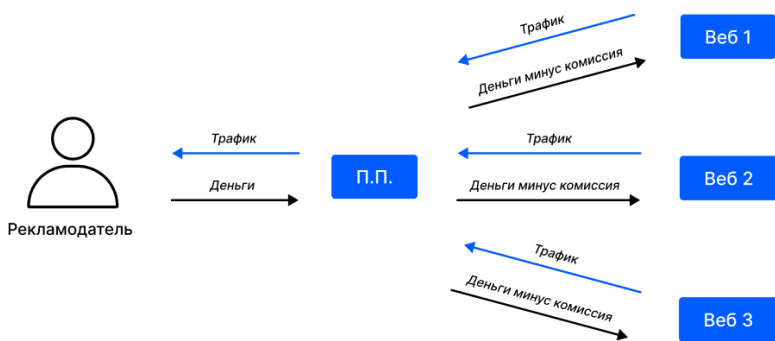 Трафик
Веб 1
Деньги минус комиссия
Трафик
Деньги
Рекламодатель
П.П.
Трафик
Деньги минус комиссия
Веб 2
Трафик
Деньги минус комиссия
Веб 3